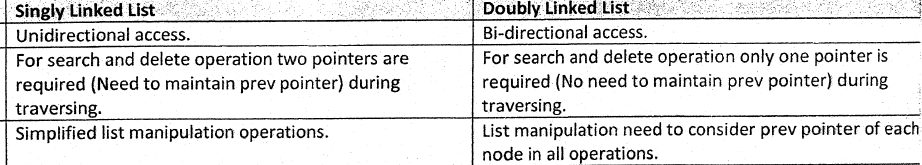 Singly Linked List
Doubly Linked List
Unidirectional access.
Bi-directional access.
For search and delete operation two pointers are
required (Need to maintain prev pointer) during
traversing.
For search and delete operation only one pointer is
required (No need to maintain prev pointer) during
traversing.
Simplified list manipulation operations.
List manipulation need to consider prev pointer of each
node in all operations.